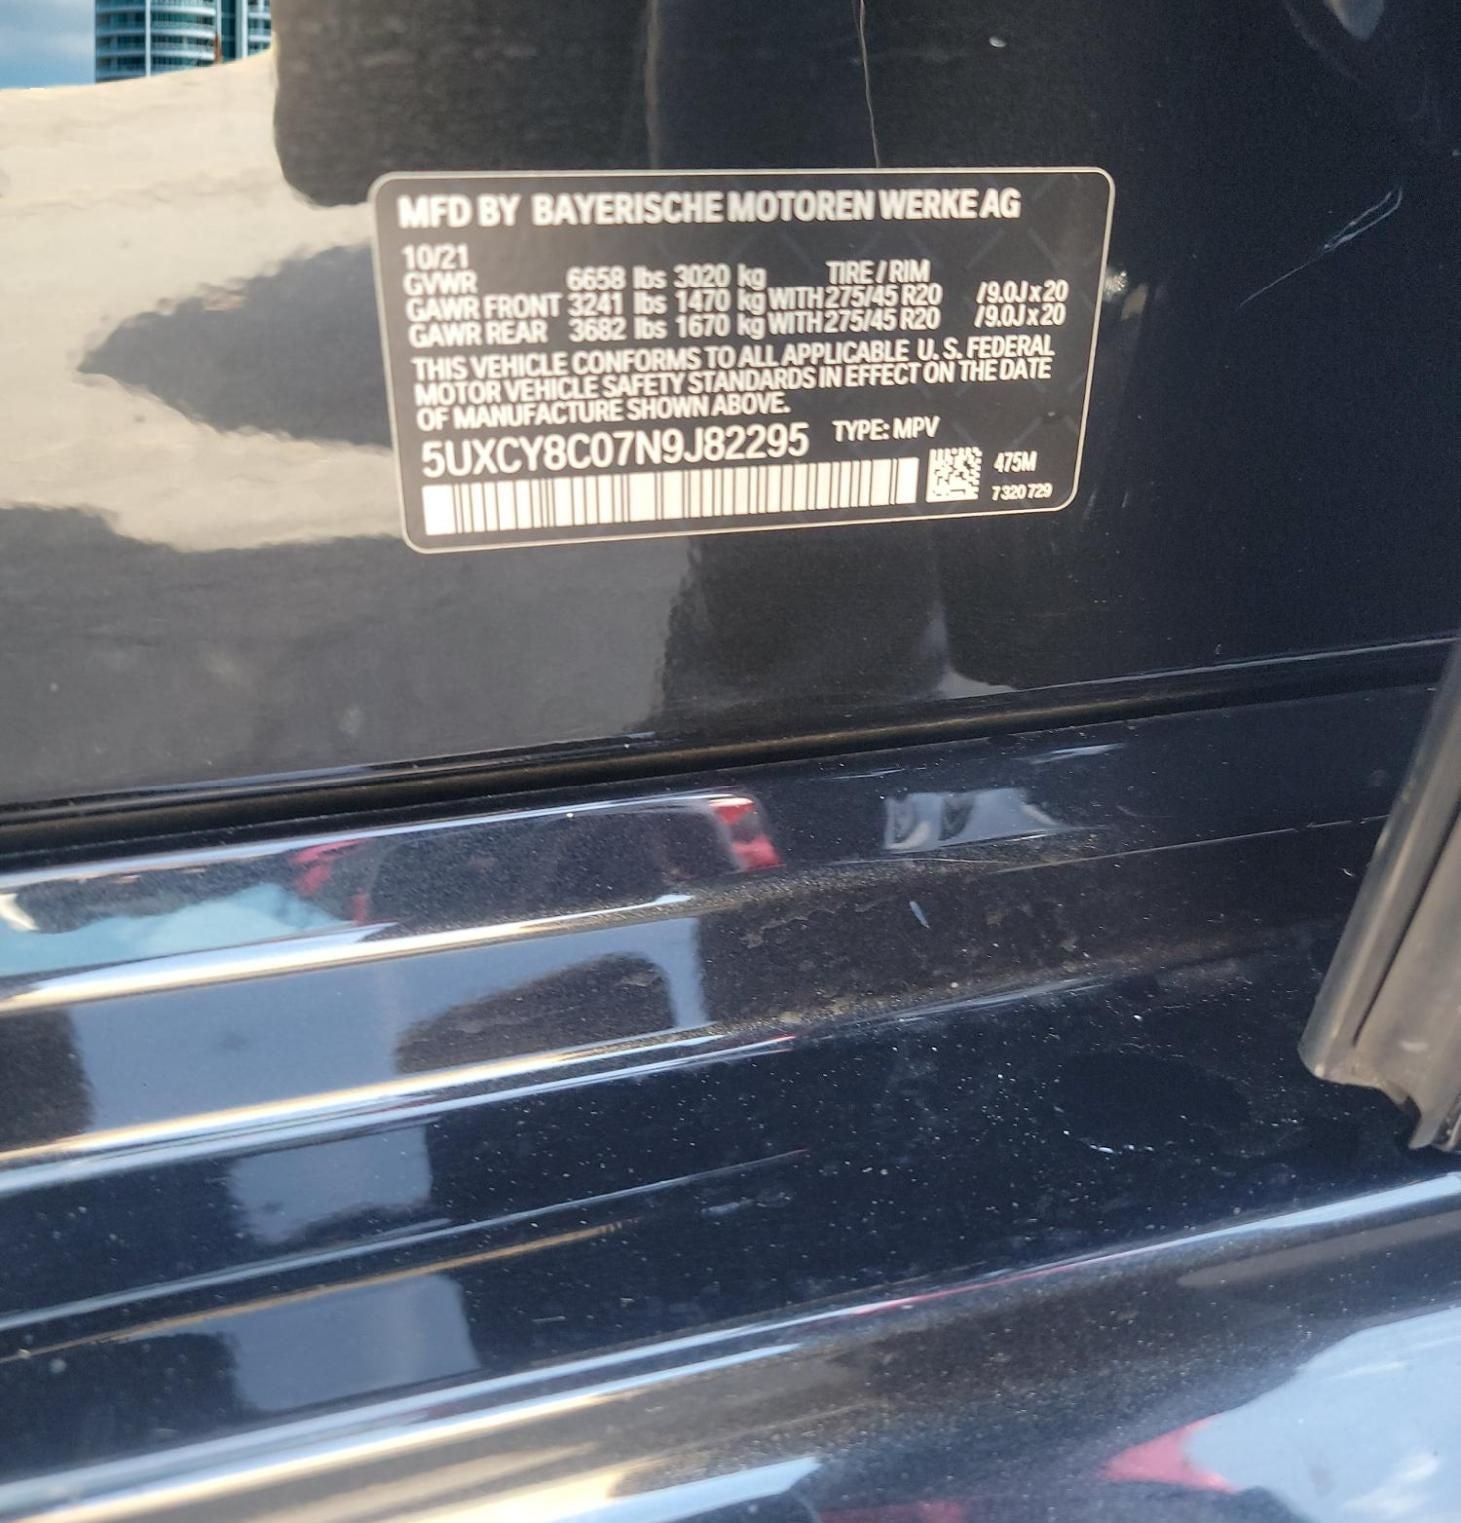 MFD BY BAYERISCHE MOTOREN WERKE AG
10/21
GVWR 6658 lbs 3020 kg TIRE / RIM
GAWR FRONT 3241 lbs 1470 kg WITH 275/45 R20 / 9.0J x 20
GAWR REAR 3682 lbs 1670 kg WITH 275/45 R20 / 9.0J x 20
THIS VEHICLE CONFORMS TO ALL APPLICABLE U. S. FEDERAL
MOTOR VEHICLE SAFETY STANDARDS IN EFFECT ON THE DATE
OF MANUFACTURE SHOWN ABOVE.
5UXCY8C07N9J82295 TYPE: MPV
475M
7 320 729